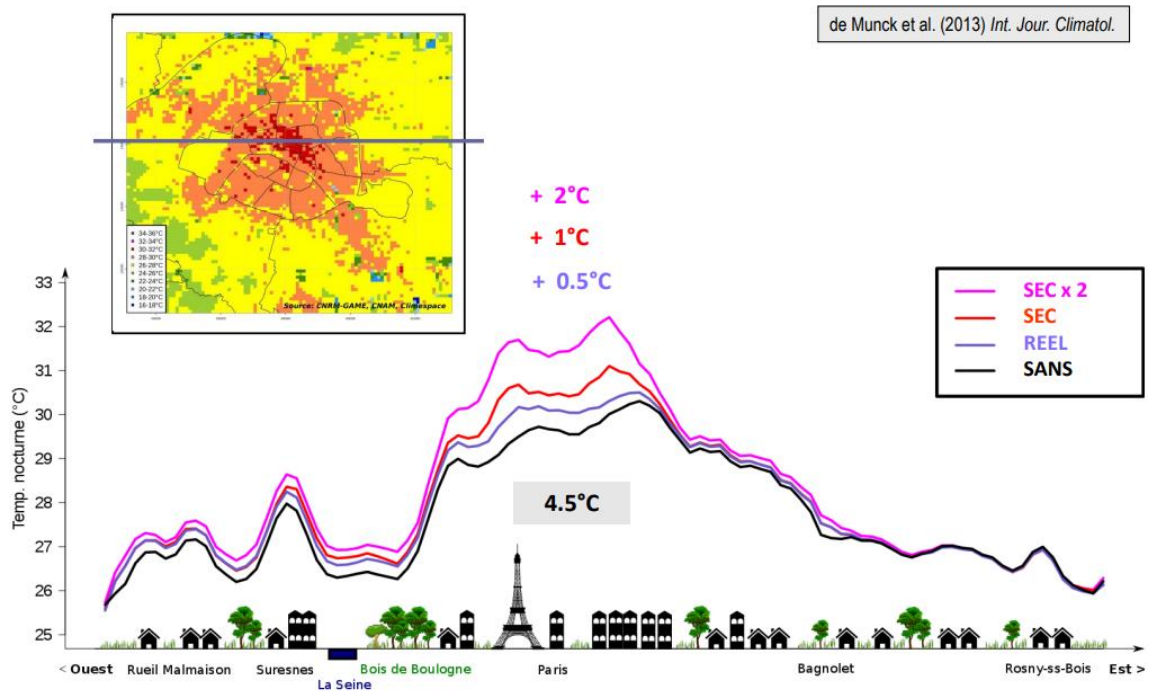 de Munck et al. (2013) Int. Jour. Climatol.
34-36°C
32-34°C
30-32°C
28-30°C
26-28°C
24-26°C
22-24°C
20-22°C
18-20°C
16-18°C
Source: CNRM-GAME, CNAM, Climespace
+ 2°C
+ 1°C
+ 0.5°C
SEC x 2
SEC
REEL
SANS
Temp. nocturne (°C)
33
32
31
30
29
28
27
26
25
4.5°C
< Ouest Rueil Malmaison Suresnes La Seine Bois de Boulogne Paris Bagnolet Rosny-ss-Bois Est >